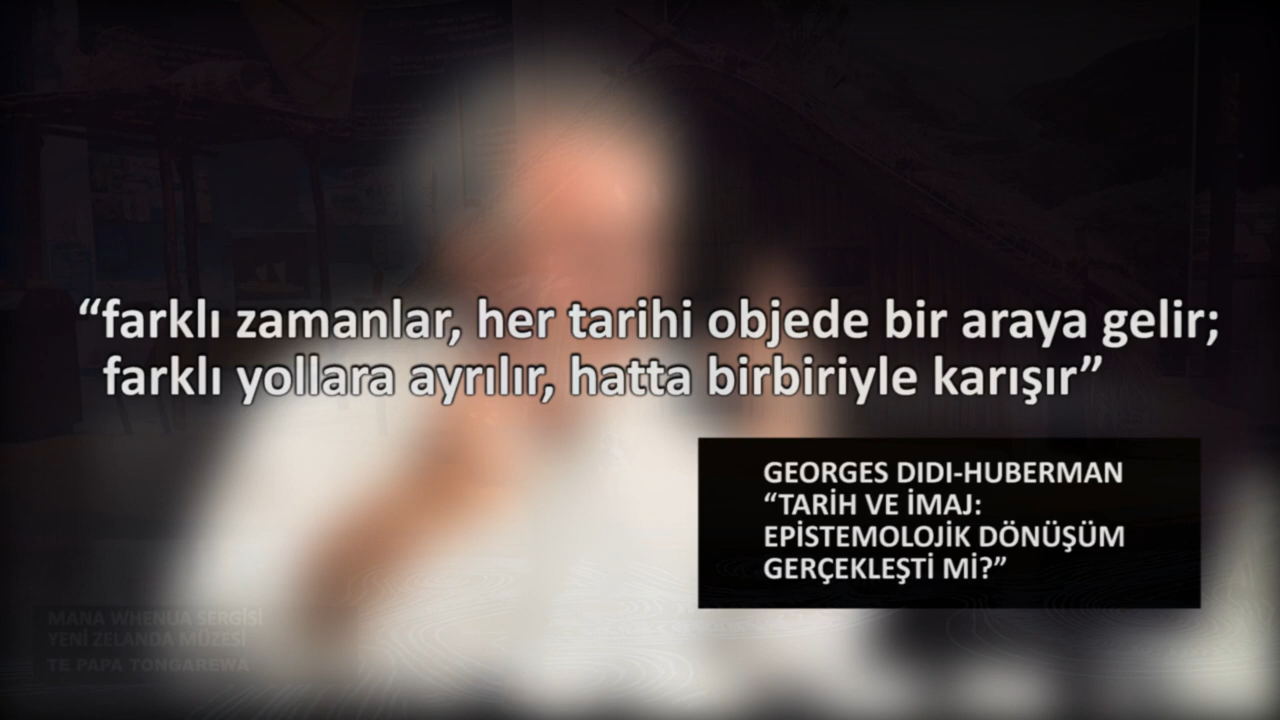 “farklı zamanlar, her tarihi objede bir araya gelir;
farklı yollara ayrılır, hatta birbiriyle karışır”
GEORGES DIDI-HUBERMAN
“TARİH VE İMAJ:
EPİSTEMOLOJİK DÖNÜŞÜM
GERÇEKLEŞTİ Mİ?”
MANA WHENUA SERGİSİ
YENİ ZELANDA MÜZESİ
TE PAPA TONGAREWA